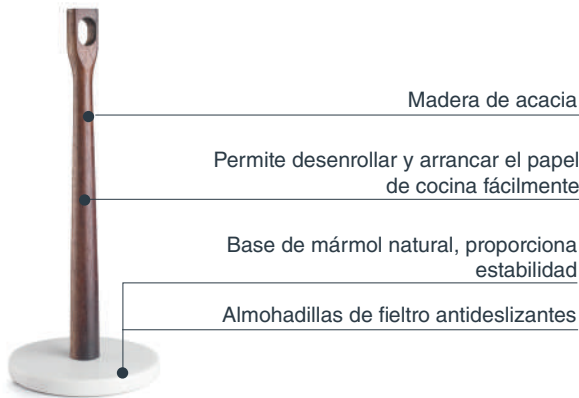 Madera de acacia
Permite desenrollar y arrancar el papel
de cocina fácilmente
Base de mármol natural, proporciona
estabilidad
Almohadillas de fieltro antideslizantes